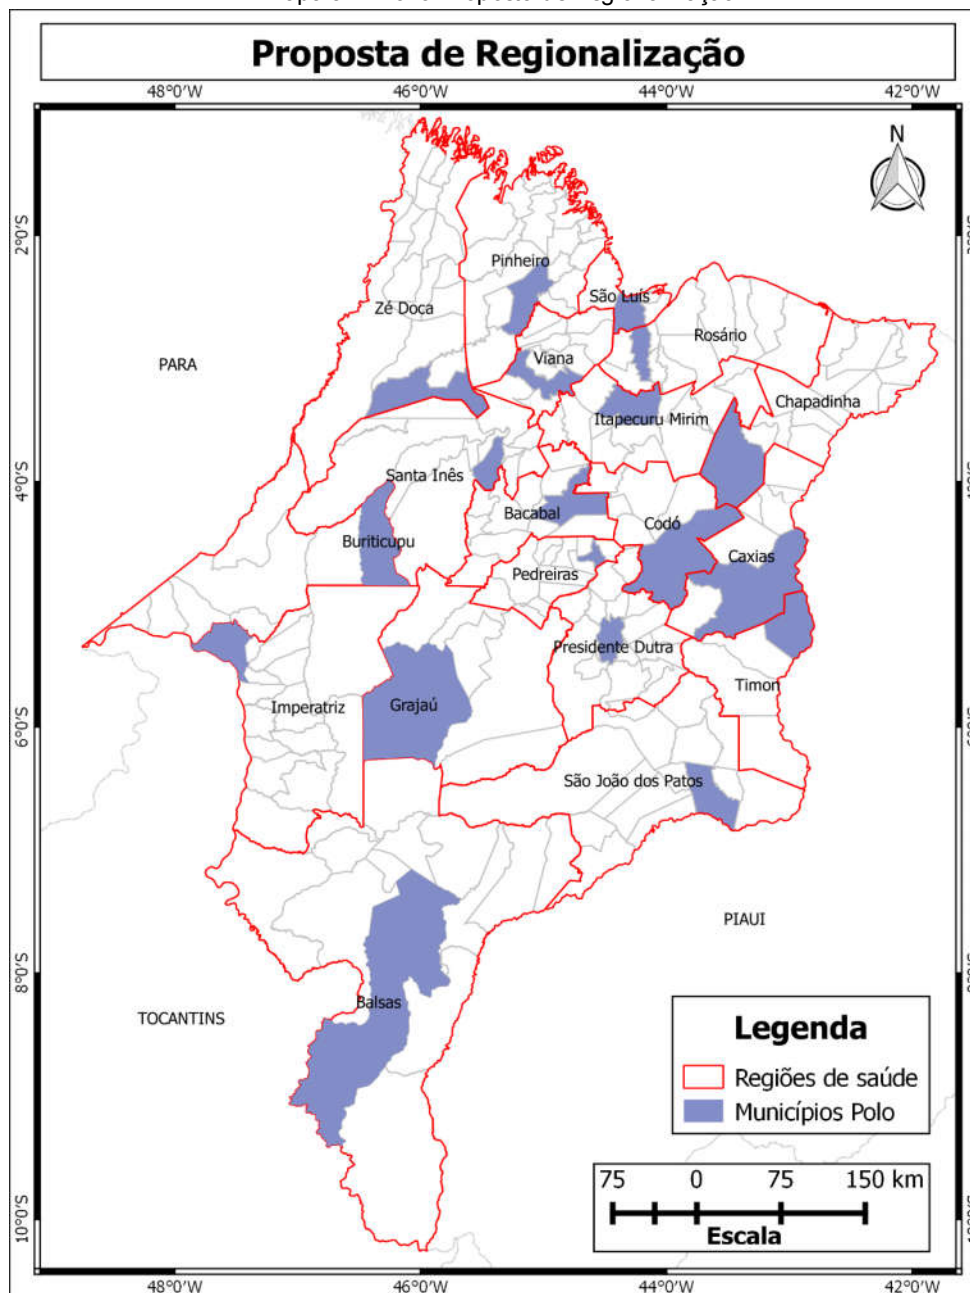 Proposta de Regionalização
48°0'W 46°0'W 44°0'W 42°0'W
N
2°S
Pinheiro
São Luís
Zé Doca
Rosário
Viana
PARA
Chapadinha
Itapecuru Mirim
4°0'S
Santa Inês
Bacabal
Codó
Buriticupu
Caxias
Pedreiras
Presidente Dutra
Timon
Imperatriz
Grajaú
6°0'S
São João dos Patos
PIAUI
8°0'S
Balsas
TOCANTINS
Legenda
Regiões de saúde
Municípios Polo
75 0 75 150 km
Escala
10°0'S
48°0'W 46°0'W 44°0'W 42°0'W